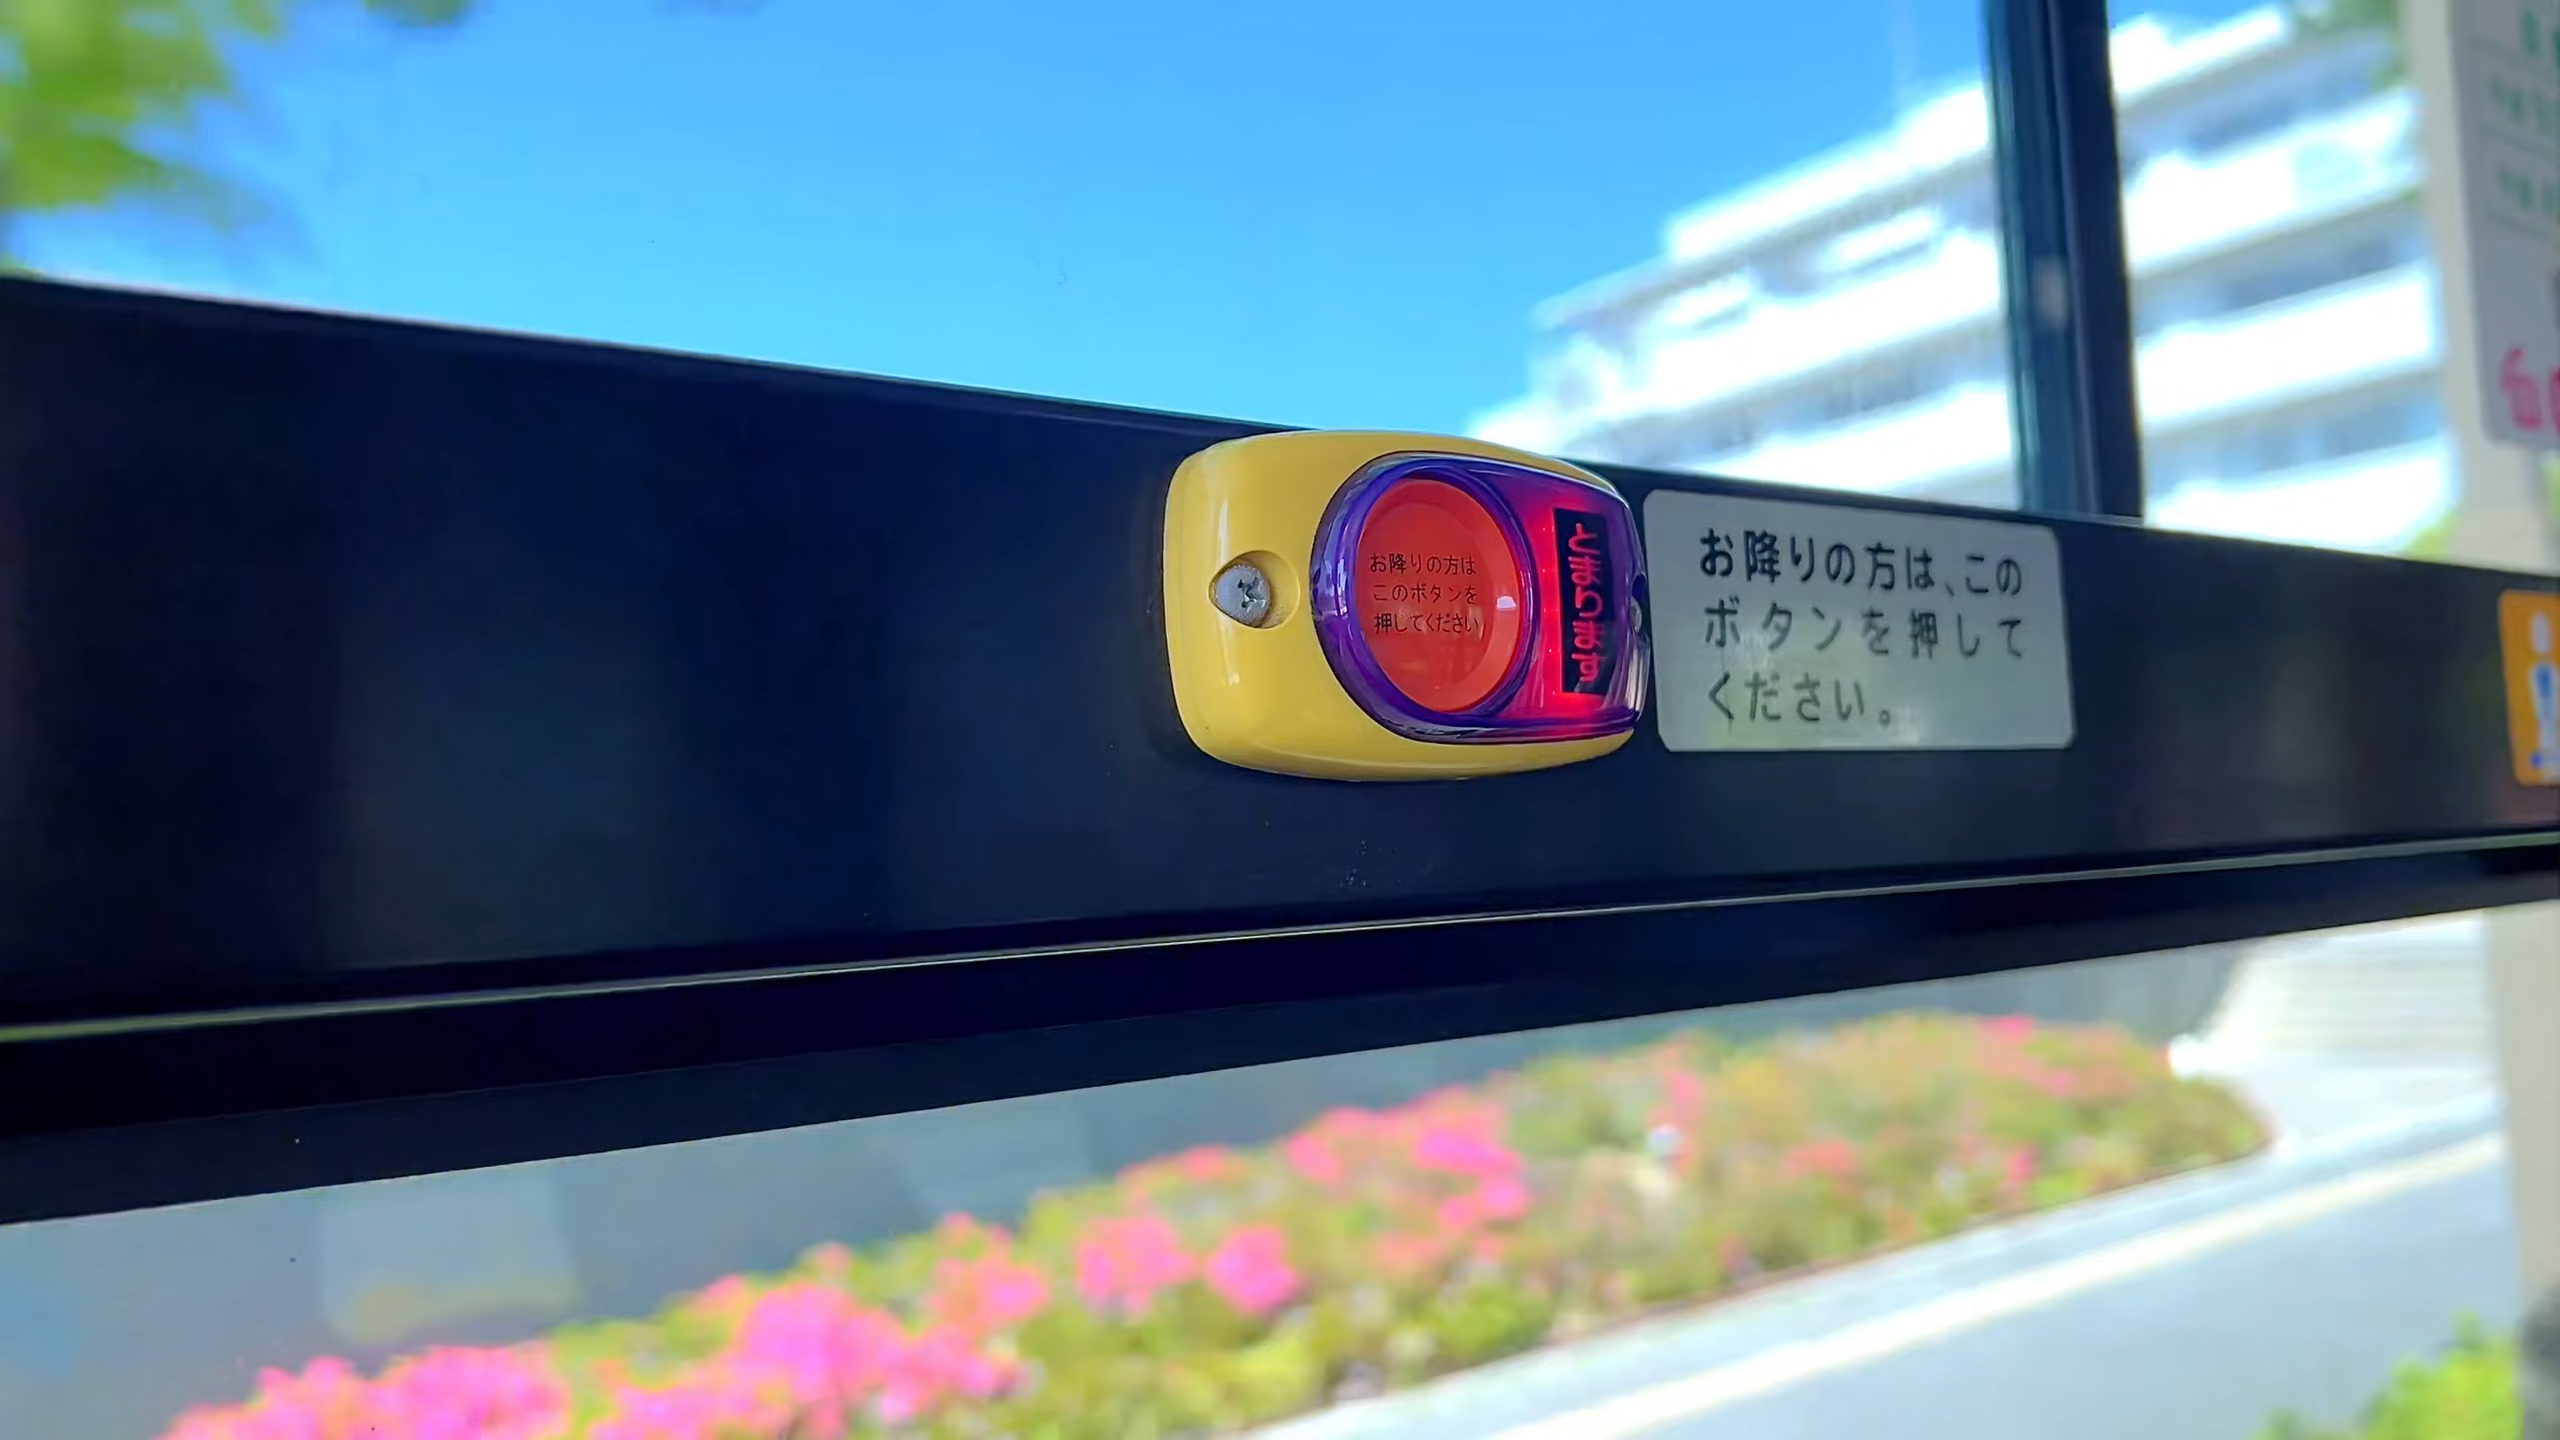 お降りの方は
このボタンを
押してください
とまります
お降りの方は、この
ボタンを押して
ください。